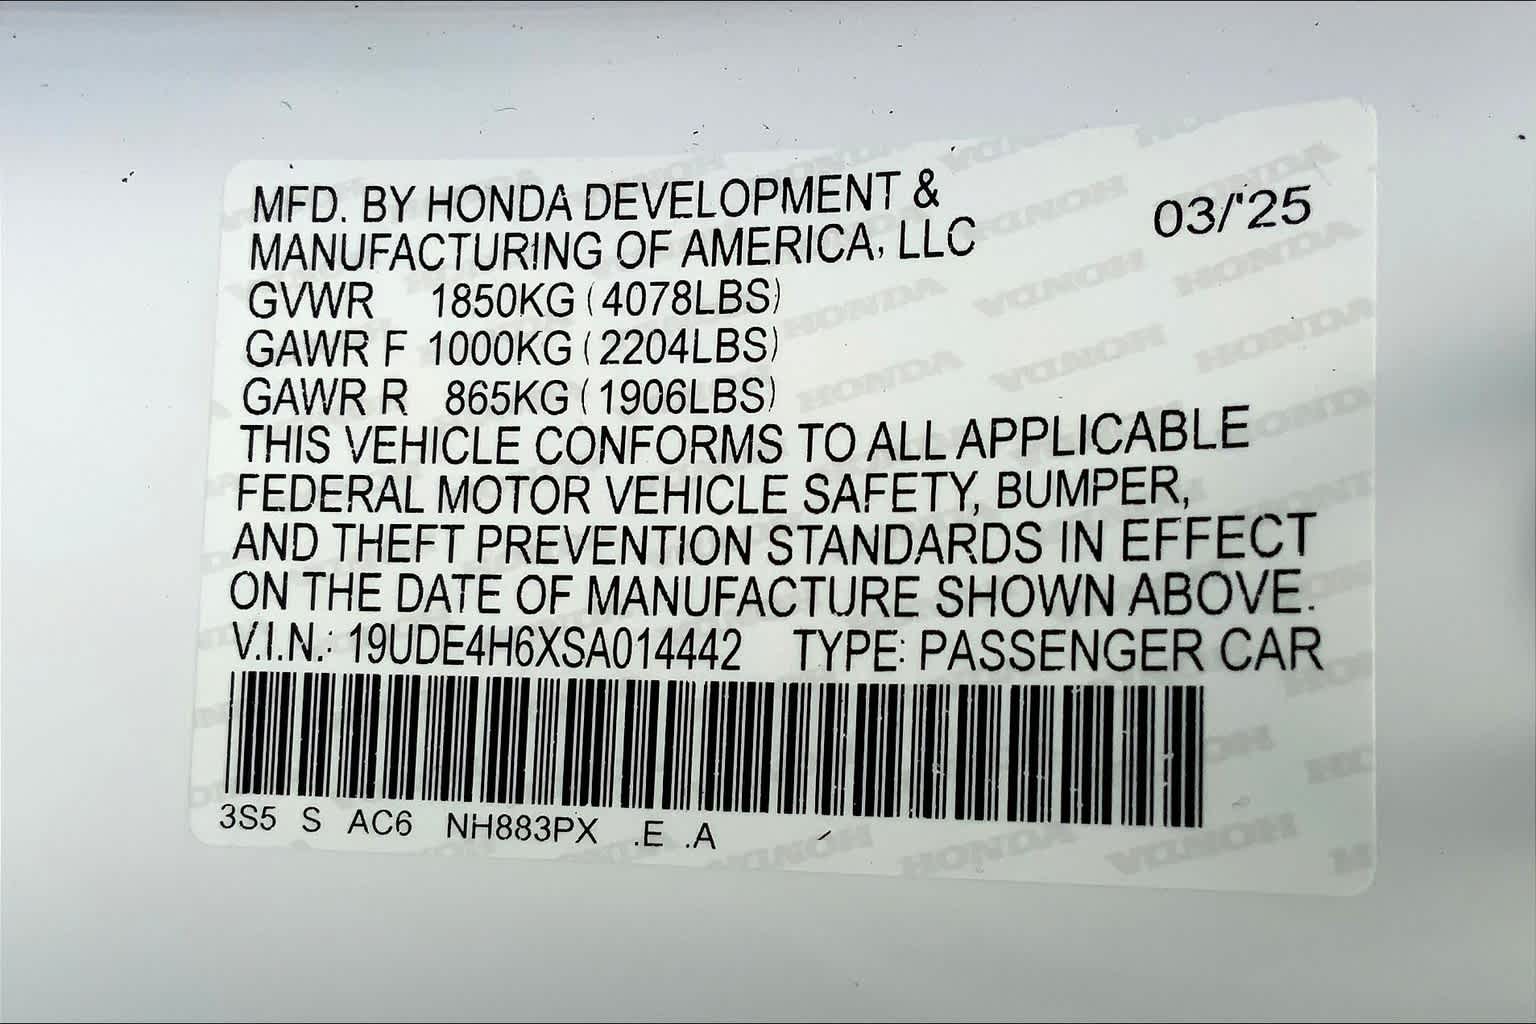 MFD. BY HONDA DEVELOPMENT &
MANUFACTURING OF AMERICA, LLC
03/'25
GVWR 1850KG (4078LBS)
GAWR F 1000KG (2204LBS)
GAWR R 865KG (1906LBS)
THIS VEHICLE CONFORMS TO ALL APPLICABLE
FEDERAL MOTOR VEHICLE SAFETY, BUMPER,
AND THEFT PREVENTION STANDARDS IN EFFECT
ON THE DATE OF MANUFACTURE SHOWN ABOVE.
V.I.N.: 19UDE4H6XSA014442 TYPE: PASSENGER CAR
3S5 S AC6 NH883PX .E .A